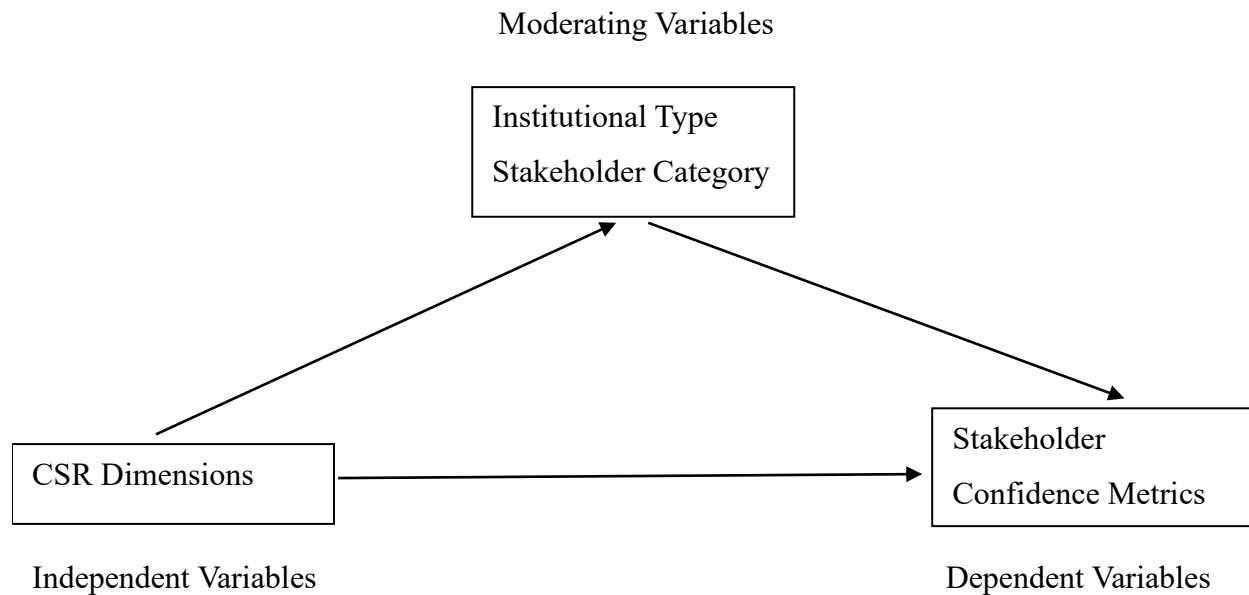 Moderating Variables
Institutional Type
Stakeholder Category
CSR Dimensions
Stakeholder
Confidence Metrics
Independent Variables
Dependent Variables